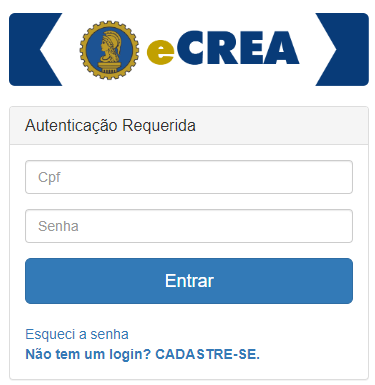 eCREA
Autenticação Requerida
Cpf
Senha
Entrar
Esqueci a senha
Não tem um login? CADASTRE-SE.